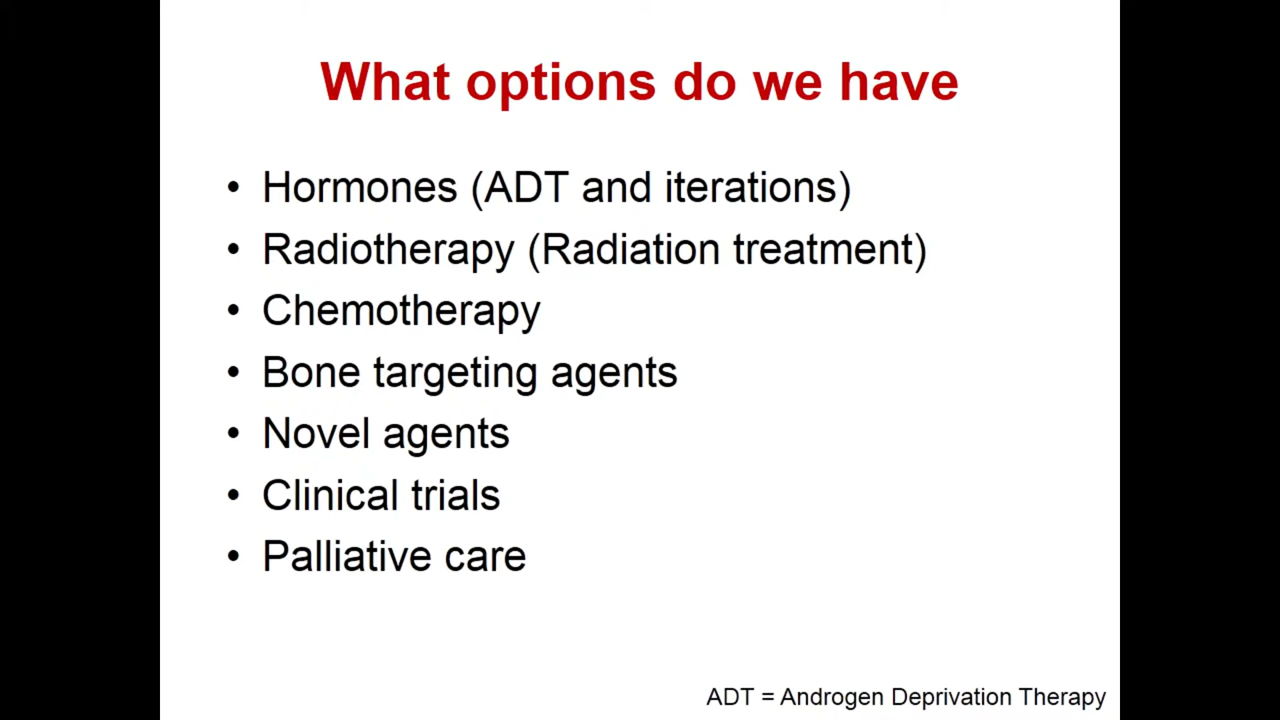 What options do we have
• Hormones (ADT and iterations)
• Radiotherapy (Radiation treatment)
• Chemotherapy
• Bone targeting agents
• Novel agents
• Clinical trials
• Palliative care
ADT = Androgen Deprivation Therapy